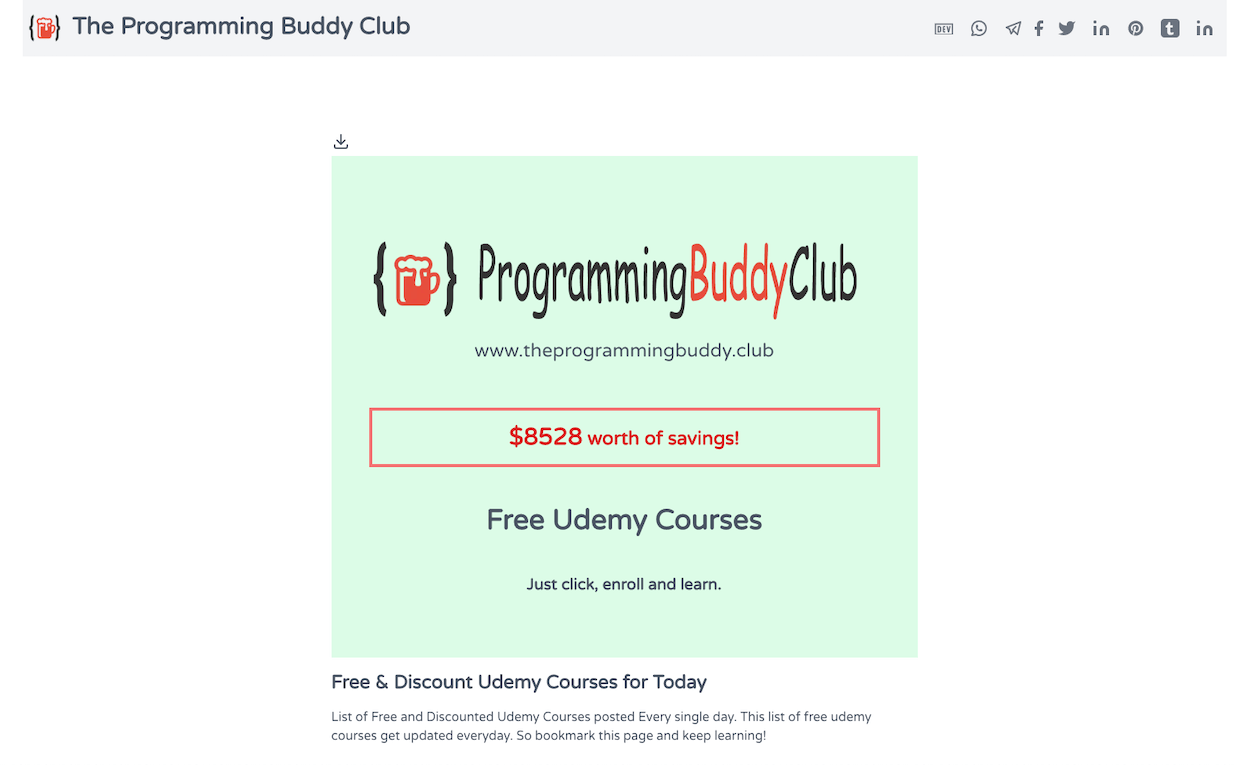 The Programming Buddy Club
DEV
{ } ProgrammingBuddyClub
www.theprogrammingbuddy.club
$8528 worth of savings!
Free Udemy Courses
Just click, enroll and learn.
Free & Discount Udemy Courses for Today
List of Free and Discounted Udemy Courses posted Every single day. This list of free udemy
courses get updated everyday. So bookmark this page and keep learning!